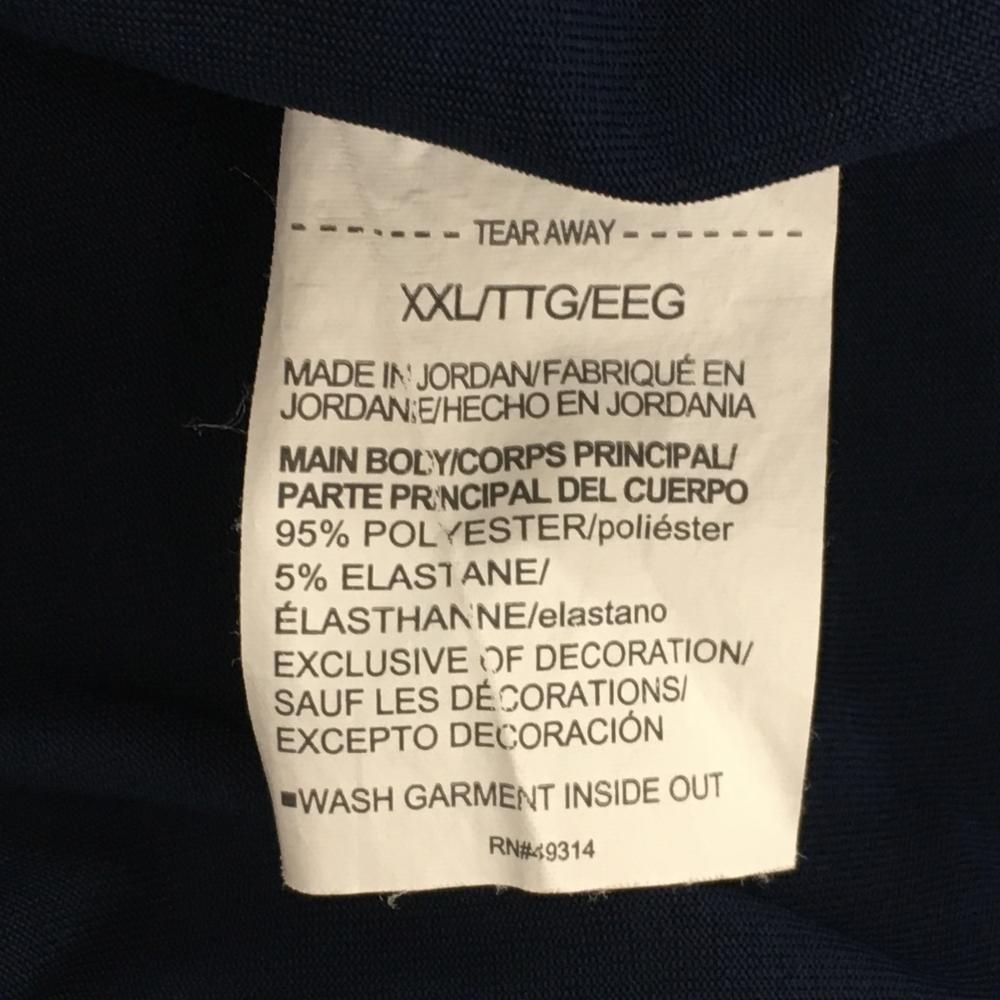 ------- TEAR AWAY -------
XXL/TTG/EEG
MADE IN JORDAN/FABRIQUÉ EN
JORDANIE/HECHO EN JORDANIA
MAIN BODY/CORPS PRINCIPAL/
PARTE PRINCIPAL DEL CUERPO
95% POLYESTER/poliéster
5% ELASTANE/
ÉLASTHANNE/elastano
EXCLUSIVE OF DECORATION/
SAUF LES DÉCORATIONS/
EXCEPTO DECORACIÓN
▪WASH GARMENT INSIDE OUT
RN#49314